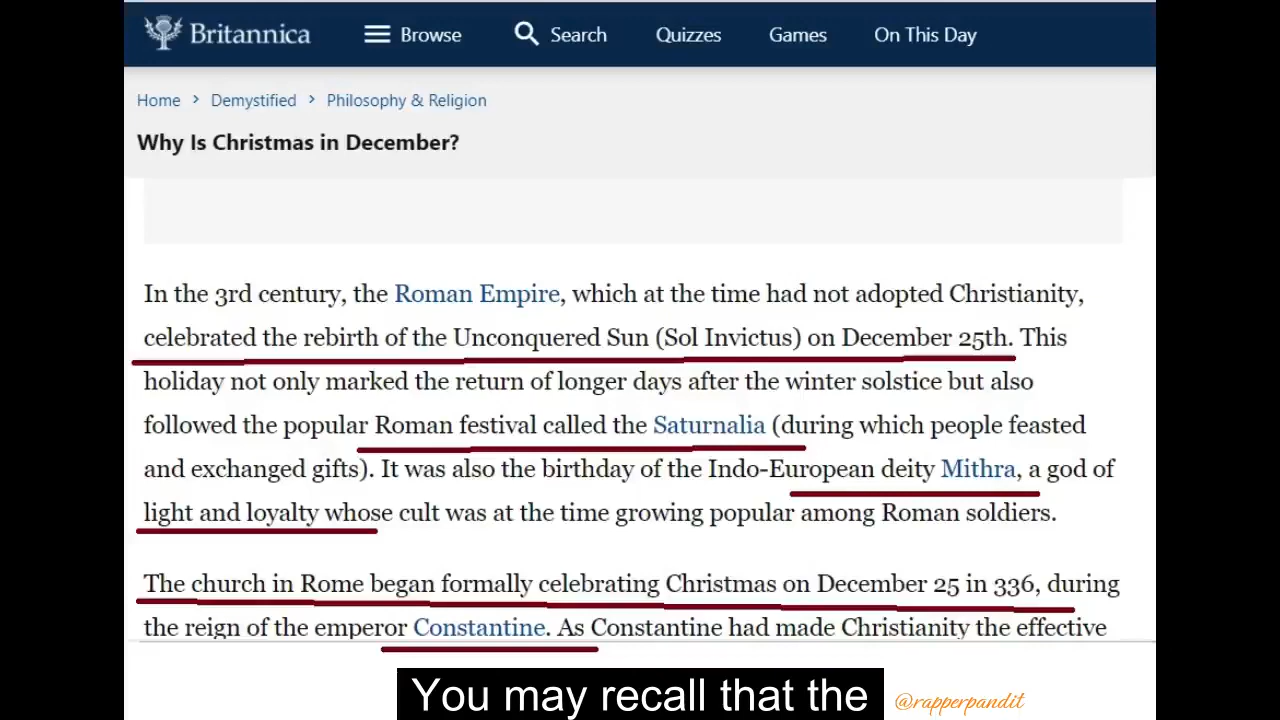 Britannica Browse Search Quizzes Games On This Day
Home > Demystified > Philosophy & Religion
Why Is Christmas in December?
In the 3rd century, the Roman Empire, which at the time had not adopted Christianity,
celebrated the rebirth of the Unconquered Sun (Sol Invictus) on December 25th. This
holiday not only marked the return of longer days after the winter solstice but also
followed the popular Roman festival called the Saturnalia (during which people feasted
and exchanged gifts). It was also the birthday of the Indo-European deity Mithra, a god of
light and loyalty whose cult was at the time growing popular among Roman soldiers.
The church in Rome began formally celebrating Christmas on December 25 in 336, during
the reign of the emperor Constantine. As Constantine had made Christianity the effective
You may recall that the
@rapperpandit